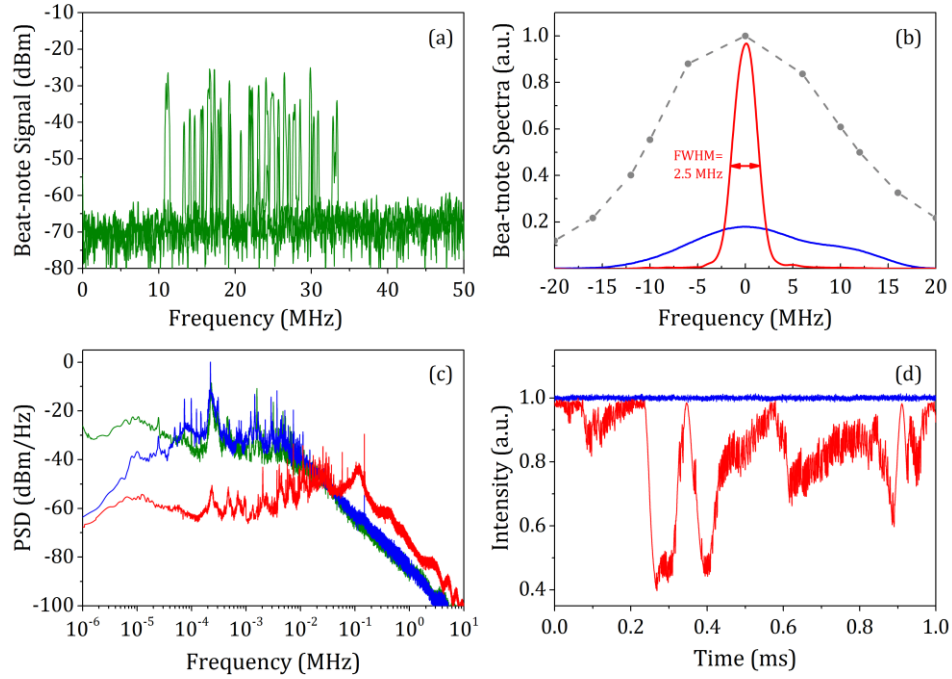 -10
-20
-30
-40
-50
-60
-70
-80
Beat-note Signal (dBm)
(a)
0 10 20 30 40 50
Frequency (MHz)
1.0
0.8
0.6
0.4
0.2
Bea-tnote Spectra (a.u.)
(b)
FWHM=
2.5 MHz
-20 -15 -10 -5 0 5 10 15 20
Frequency (MHz)
0
-20
-40
-60
-80
-100
PSD (dBm/Hz)
(c)
10-6 10-5 10-4 10-3 10-2 10-1 100 101
Frequency (MHz)
1.0
0.8
0.6
0.4
Intensity (a.u.)
(d)
0.0 0.2 0.4 0.6 0.8 1.0
Time (ms)